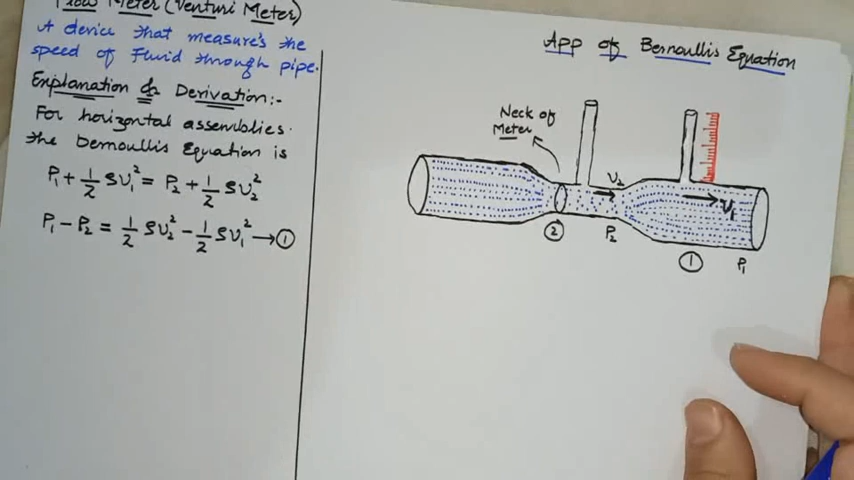 Flow Meter (Venturi Meter)
A device that measure's the
speed of Fluid through pipe.
Explanation & Derivation:-
For horizontal assemblies
the bernoullis Equation is
P₁ + 1/2 ρv₁² = P₂ + 1/2 ρv₂²
P₁ - P₂ = 1/2 ρv₂² - 1/2 ρv₁² → ①
App of Bernoullis Equation
Neck of
Meter
v₂
v₁
②
P₂
①
P₁